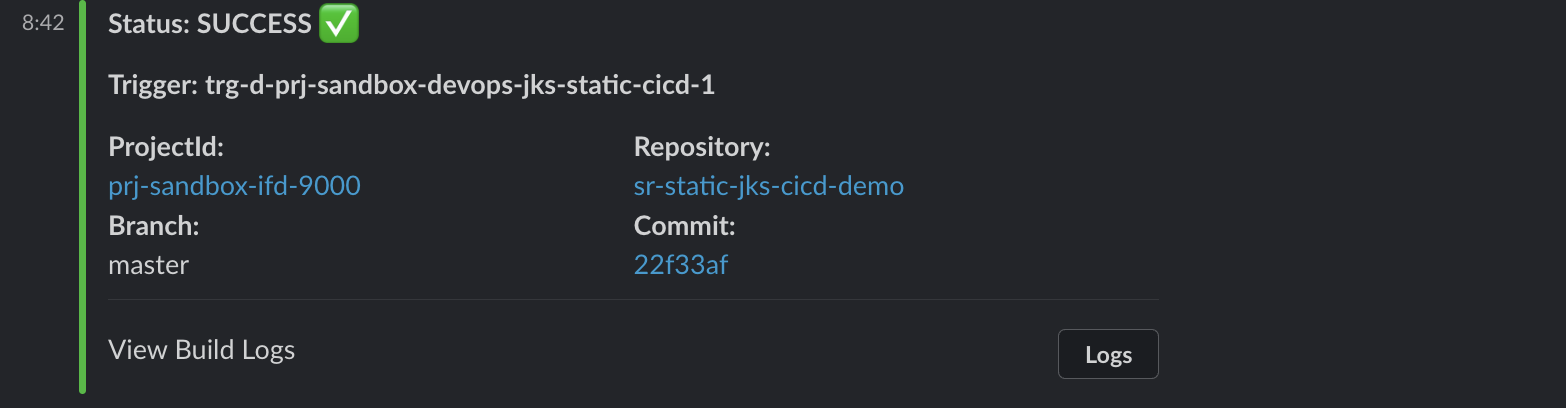 8:42
Status: SUCCESS ✅
Trigger: trg-d-prj-sandbox-devops-jks-static-cicd-1
ProjectId:
prj-sandbox-ifd-9000
Repository:
sr-static-jks-cicd-demo
Branch:
master
Commit:
22f33af
View Build Logs
Logs